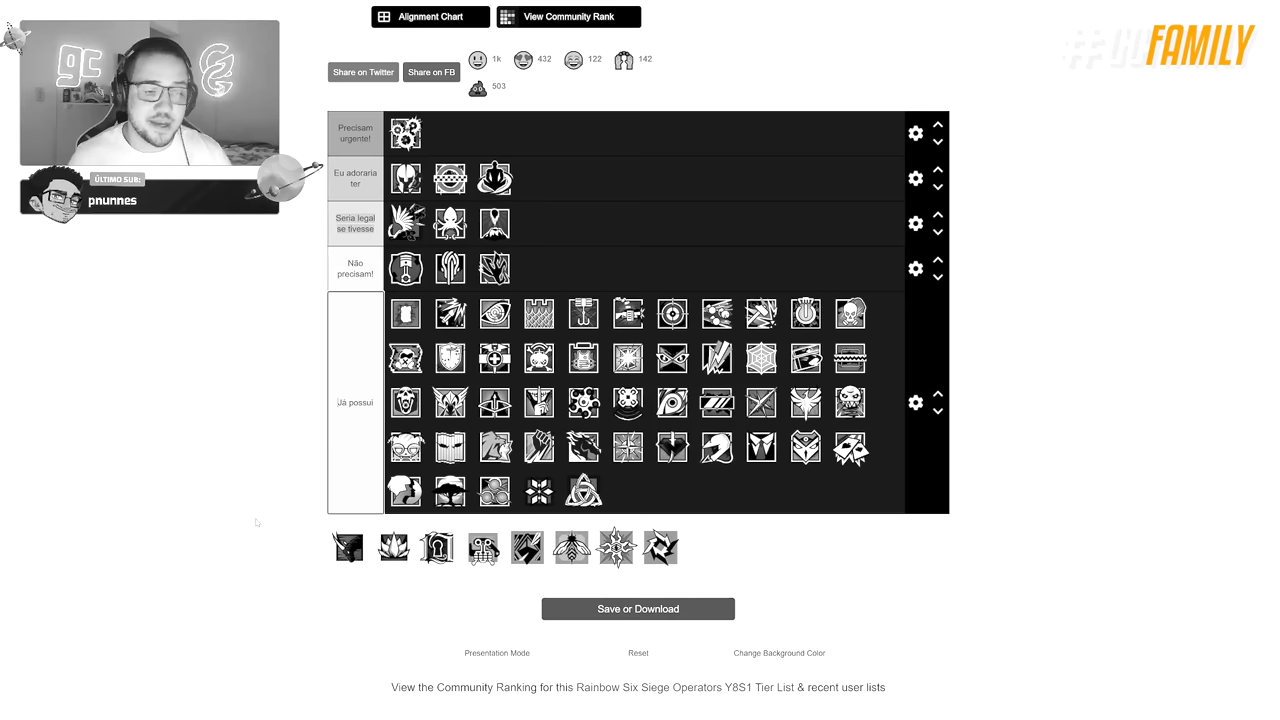 Alignment Chart
View Community Rank
#GCFAMILY
gc
Share on Twitter
Share on FB
1k
432
122
142
503
ÚLTIMO SUB:
pnunnes
Precisam
urgente!
Eu adoraria
ter
Seria legal
se tivesse
Não
precisam!
Já possui
Save or Download
Presentation Mode
Reset
Change Background Color
View the Community Ranking for this Rainbow Six Siege Operators Y8S1 Tier List & recent user lists